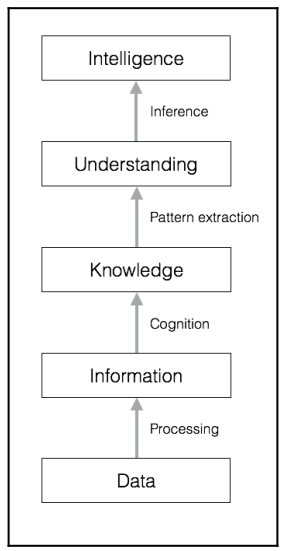 Intelligence
Inference
Understanding
Pattern extraction
Knowledge
Cognition
Information
Processing
Data